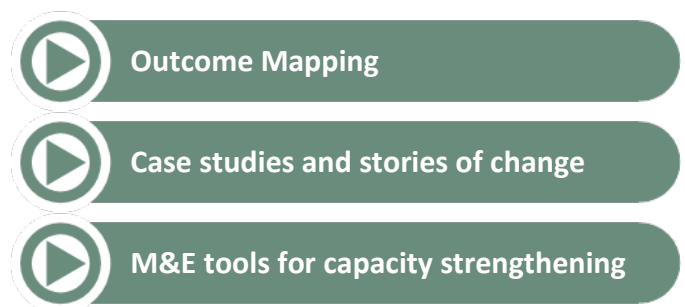 Outcome Mapping
Case studies and stories of change
M&E tools for capacity strengthening